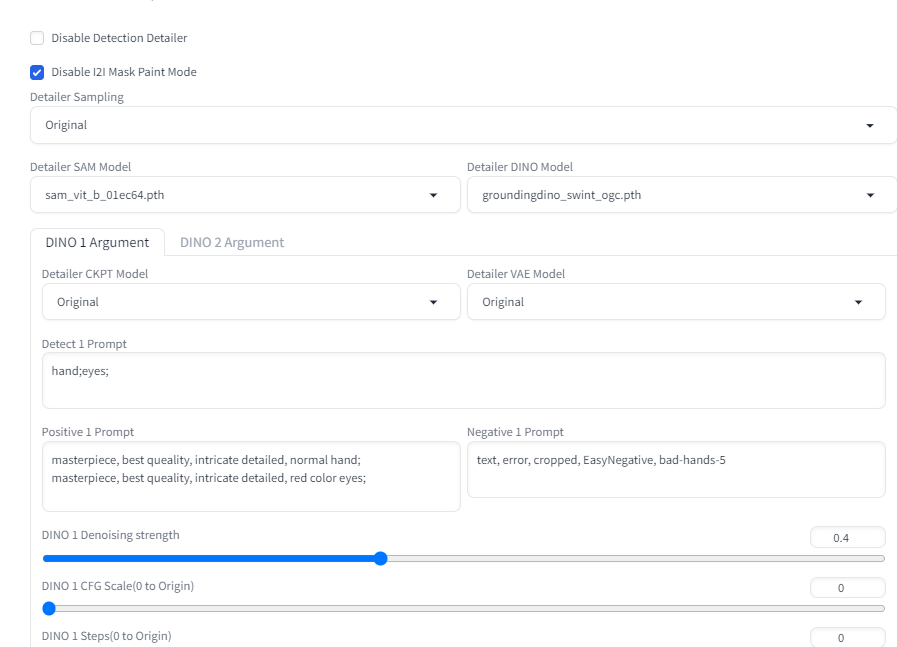 Disable Detection Detailer
Disable I2I Mask Paint Mode
Detailer Sampling
Original
Detailer SAM Model
Detailer DINO Model
sam_vit_b_01ec64.pth
groundingdino_swint_ogc.pth
DINO 1 Argument
DINO 2 Argument
Detailer CKPT Model
Detailer VAE Model
Original
Original
Detect 1 Prompt
hand;eyes;
Positive 1 Prompt
Negative 1 Prompt
masterpiece, best queality, intricate detailed, normal hand;
masterpiece, best queality, intricate detailed, red color eyes;
text, error, cropped, EasyNegative, bad-hands-5
DINO 1 Denoising strength
0.4
DINO 1 CFG Scale(0 to Origin)
0
DINO 1 Steps(0 to Origin)
0